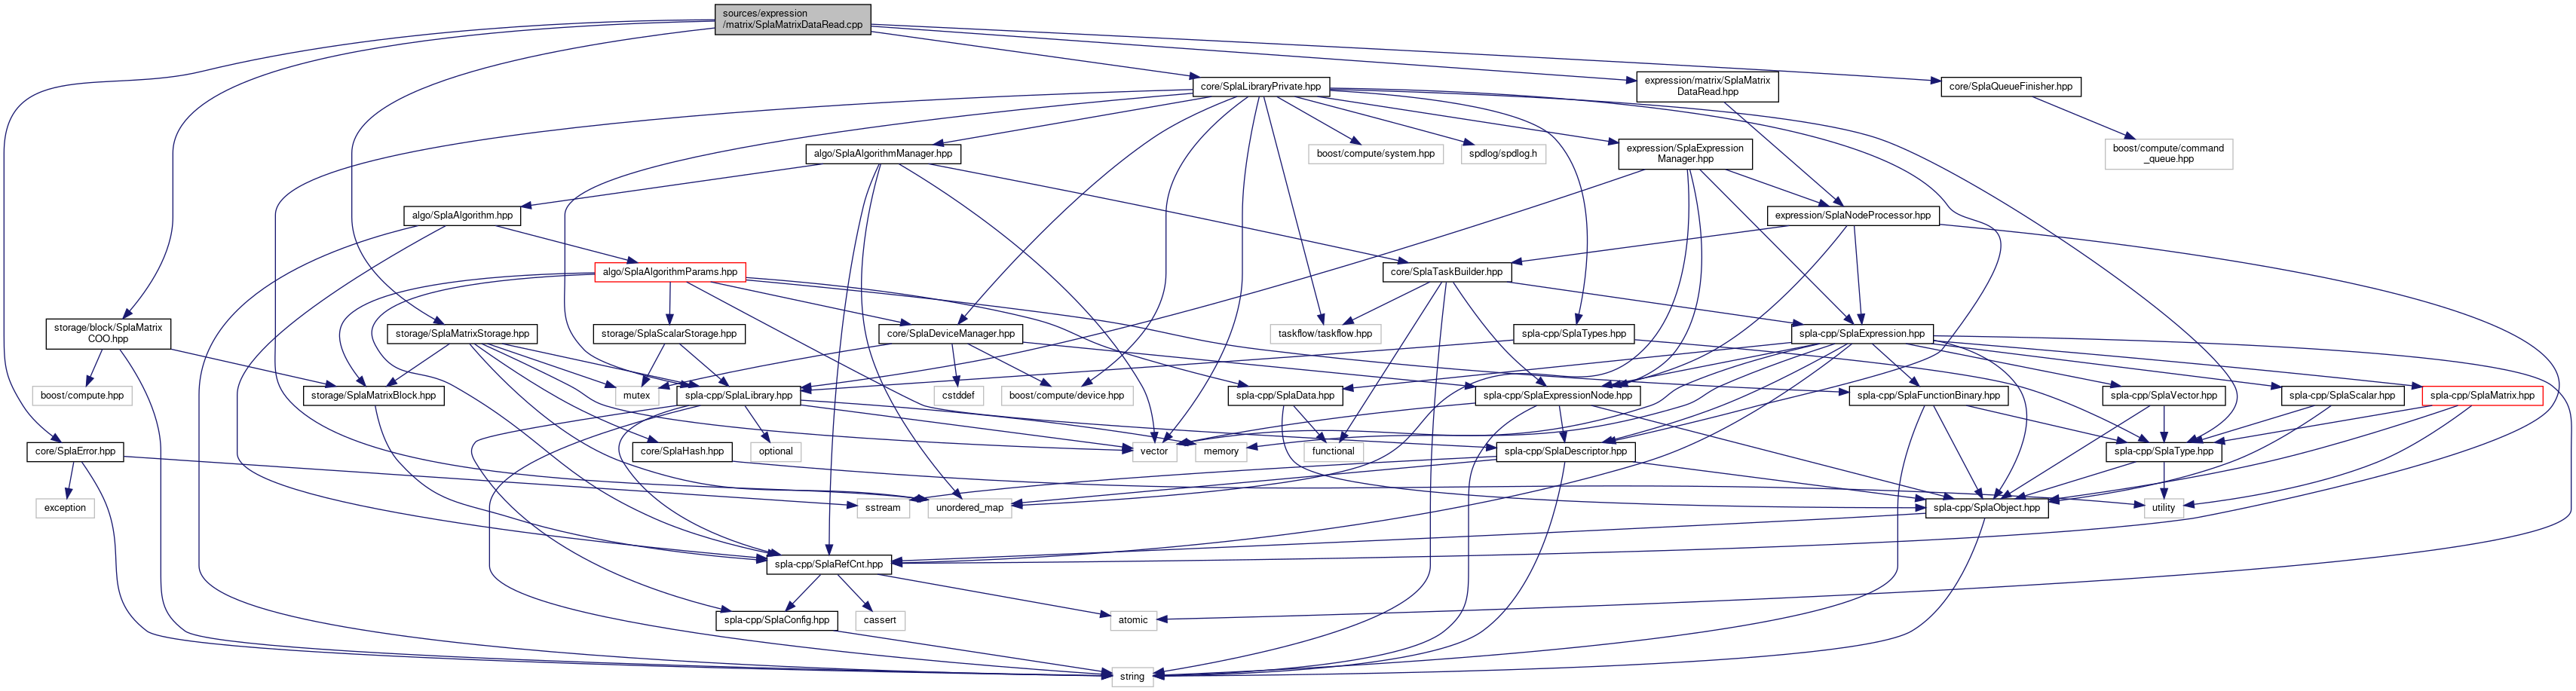 sources/expression
/matrix/SplaMatrixDataRead.cpp
core/SplaLibraryPrivate.hpp
expression/matrix/SplaMatrix
DataRead.hpp
core/SplaQueueFinisher.hpp
algo/SplaAlgorithmManager.hpp
boost/compute/system.hpp
spdlog/spdlog.h
expression/SplaExpression
Manager.hpp
boost/compute/command
_queue.hpp
algo/SplaAlgorithm.hpp
expression/SplaNodeProcessor.hpp
algo/SplaAlgorithmParams.hpp
core/SplaTaskBuilder.hpp
storage/block/SplaMatrix
COO.hpp
storage/SplaMatrixStorage.hpp
storage/SplaScalarStorage.hpp
core/SplaDeviceManager.hpp
taskflow/taskflow.hpp
spla-cpp/SplaTypes.hpp
spla-cpp/SplaExpression.hpp
boost/compute.hpp
storage/SplaMatrixBlock.hpp
mutex
spla-cpp/SplaLibrary.hpp
cstddef
boost/compute/device.hpp
spla-cpp/SplaData.hpp
spla-cpp/SplaExpressionNode.hpp
spla-cpp/SplaFunctionBinary.hpp
spla-cpp/SplaVector.hpp
spla-cpp/SplaScalar.hpp
spla-cpp/SplaMatrix.hpp
core/SplaError.hpp
core/SplaHash.hpp
optional
vector
memory
functional
spla-cpp/SplaDescriptor.hpp
spla-cpp/SplaType.hpp
exception
sstream
unordered_map
spla-cpp/SplaObject.hpp
utility
spla-cpp/SplaRefCnt.hpp
spla-cpp/SplaConfig.hpp
cassert
atomic
string